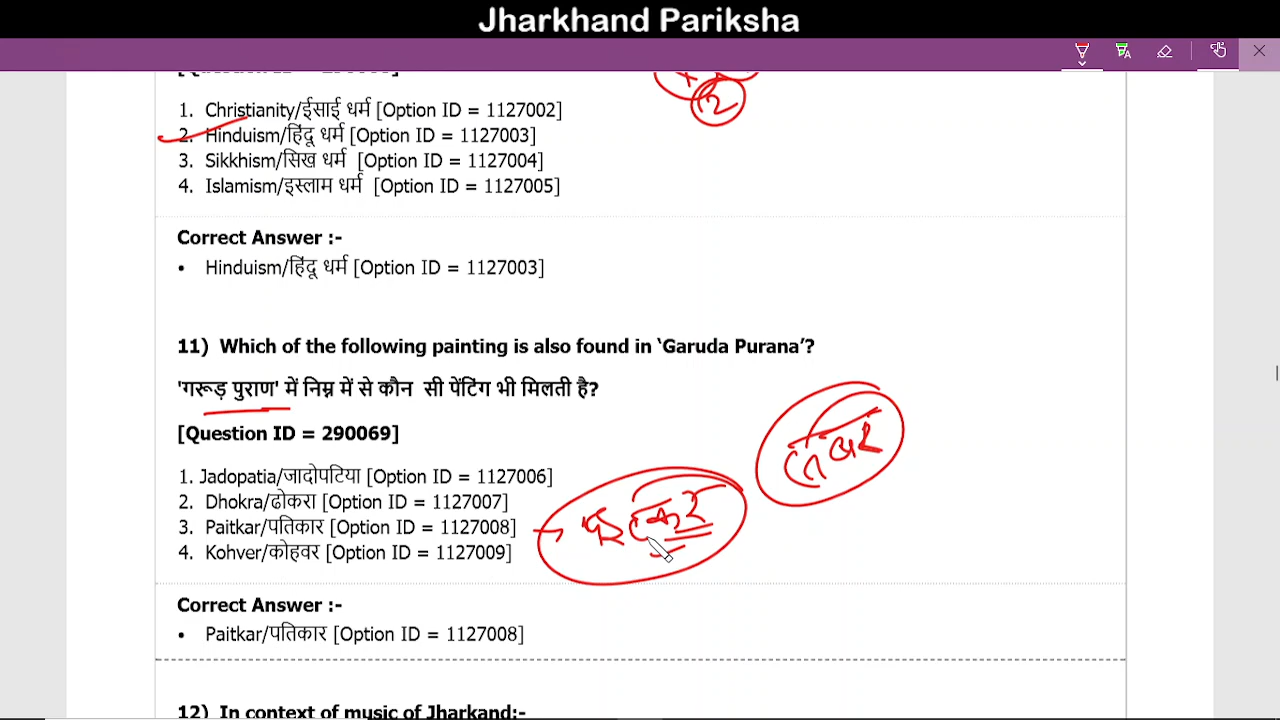 Jharkhand Pariksha
1. Christianity/ईसाई धर्म [Option ID = 1127002]
2. Hinduism/हिंदू धर्म [Option ID = 1127003]
3. Sikkhism/सिख धर्म [Option ID = 1127004]
4. Islamism/इस्लाम धर्म [Option ID = 1127005]
Correct Answer :-
• Hinduism/हिंदू धर्म [Option ID = 1127003]
11) Which of the following painting is also found in ‘Garuda Purana’?
'गरूड़ पुराण' में निम्न में से कौन सी पेंटिंग भी मिलती है?
[Question ID = 290069]
1. Jadopatia/जादोपटिया [Option ID = 1127006]
2. Dhokra/ढोकरा [Option ID = 1127007]
3. Paitkar/पतिकार [Option ID = 1127008]
4. Kohver/कोहवर [Option ID = 1127009]
Correct Answer :-
• Paitkar/पतिकार [Option ID = 1127008]
12) In context of music of Jharkand:-